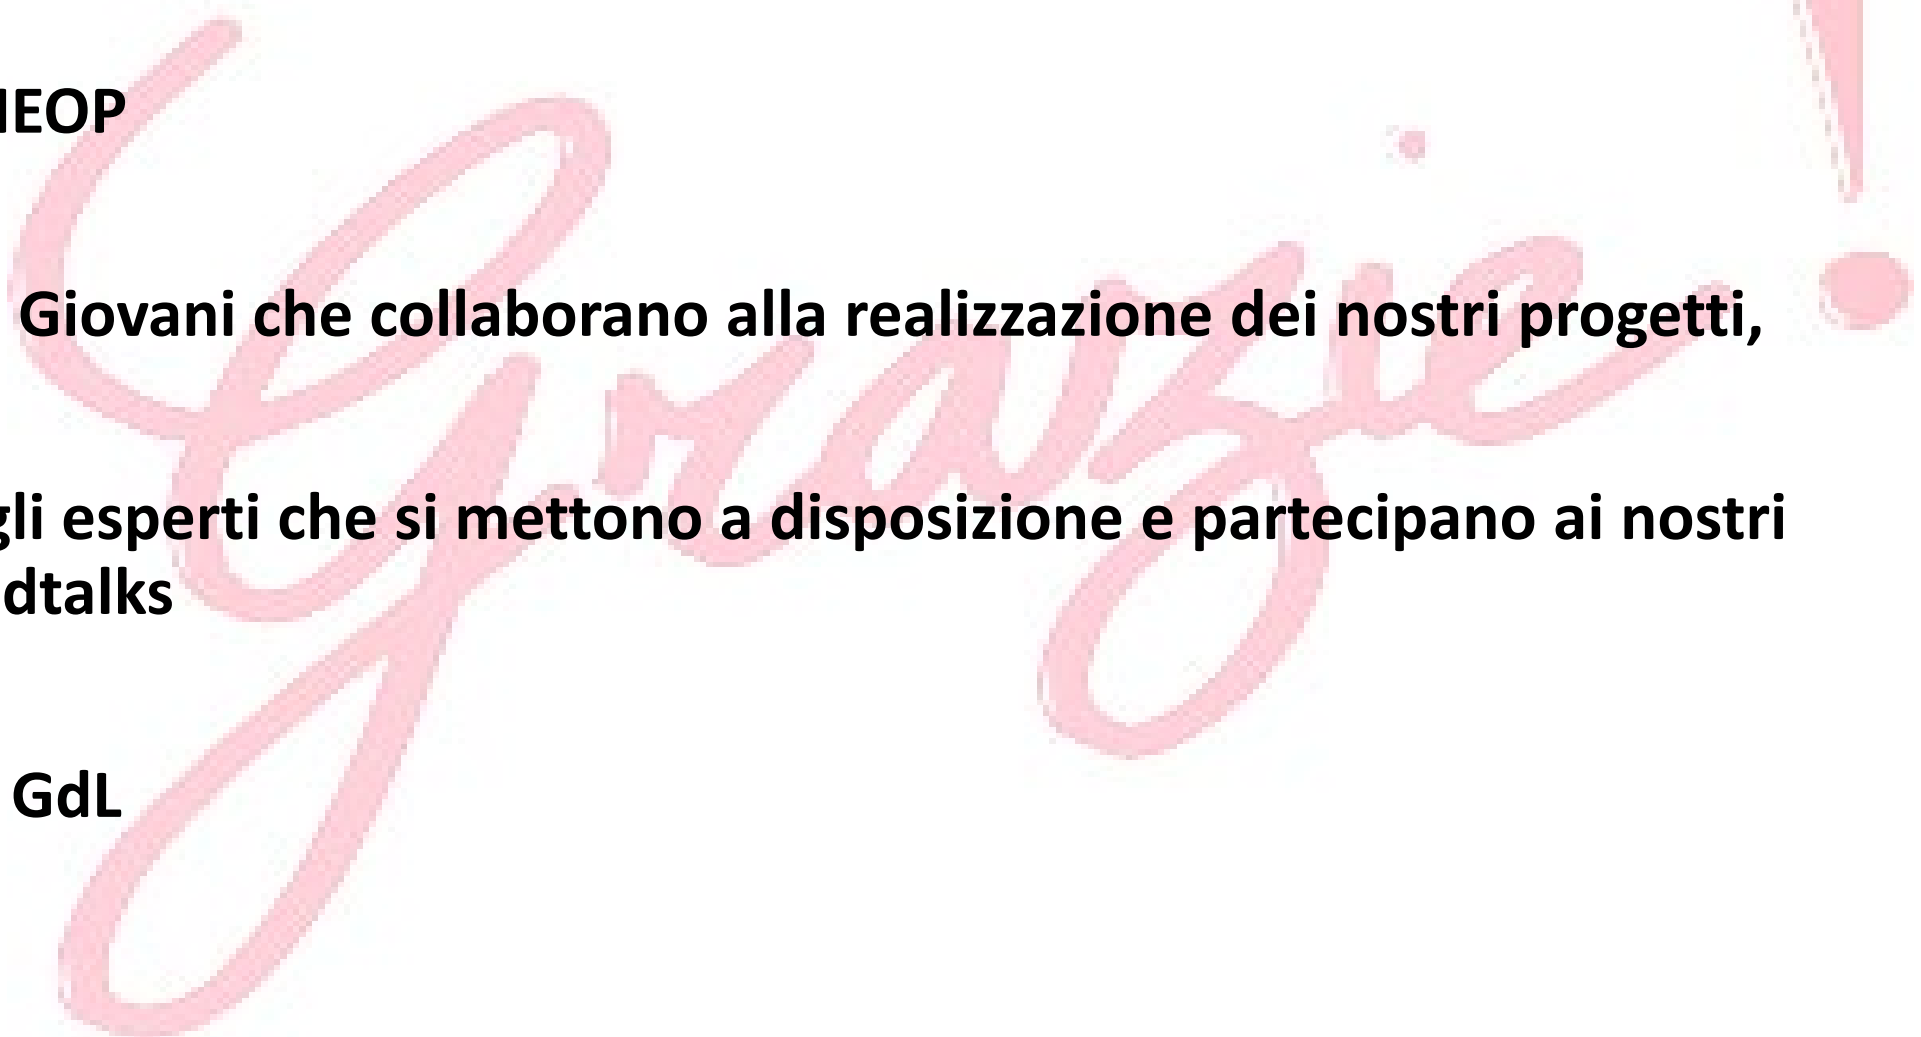 IEOP
Giovani che collaborano alla realizzazione dei nostri progetti,
gli esperti che si mettono a disposizione e partecipano ai nostri
dtalks
GdL
Grazie!